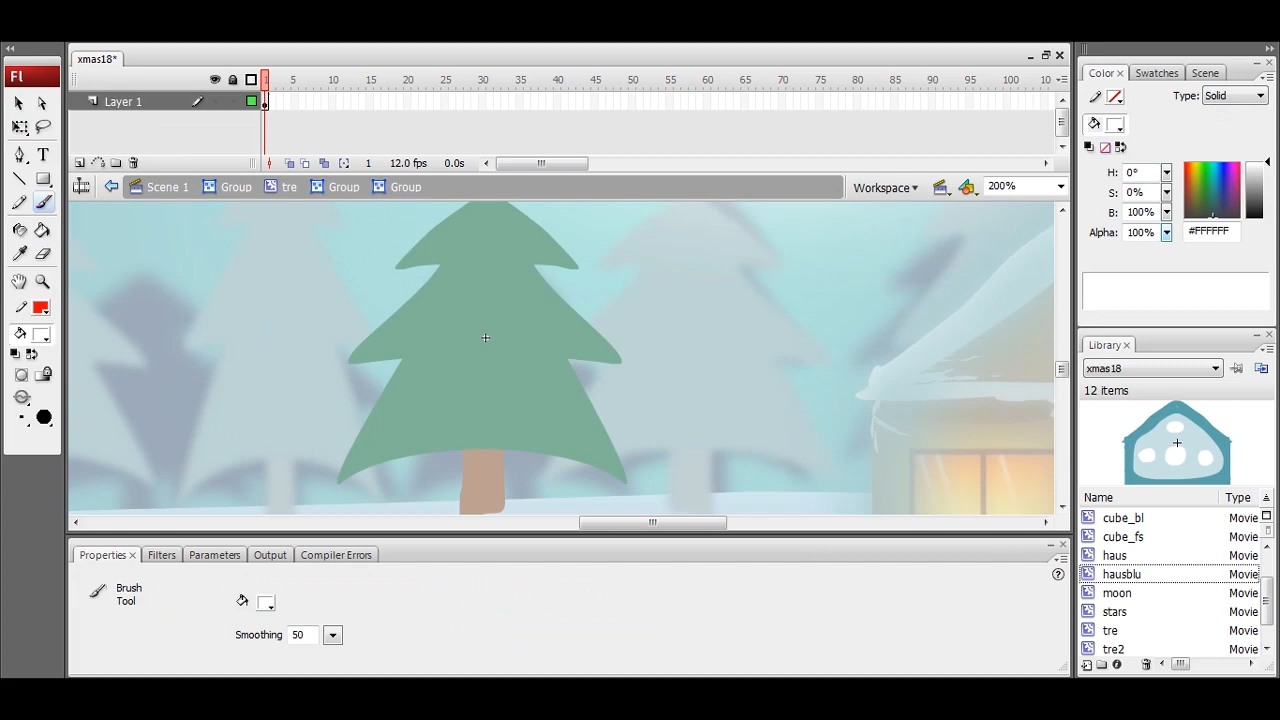 xmas18*
Fl
1 5 10 15 20 25 30 35 40 45 50 55 60 65 70 75 80 85 90 95 100 10
Layer 1
1 12.0 fps 0.0s
Scene 1 Group tre Group Group Workspace 200%
Color Swatches Scene
Type: Solid
H: 0°
S: 0%
B: 100%
Alpha: 100% #FFFFFF
Library
xmas18
12 items
Name Type
cube_bl Movie
cube_fs Movie
haus Movie
hausblu Movie
moon Movie
stars Movie
tre Movie
tre2 Movie
Properties Filters Parameters Output Compiler Errors
Brush
Tool
Smoothing 50